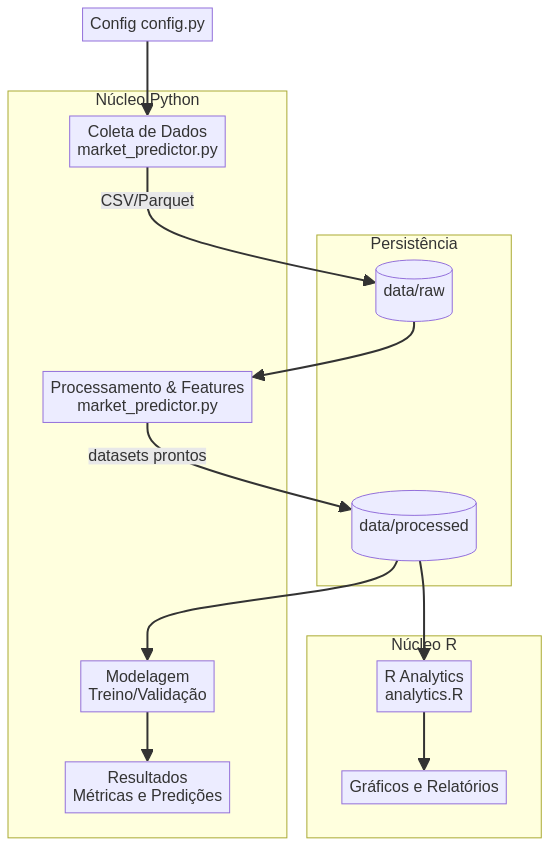 Config config.py
Núcleo Python
Coleta de Dados
market_predictor.py
CSV/Parquet
Persistência
data/raw
Processamento & Features
market_predictor.py
datasets prontos
data/processed
Núcleo R
Modelagem
Treino/Validação
R Analytics
analytics.R
Resultados
Métricas e Predições
Gráficos e Relatórios